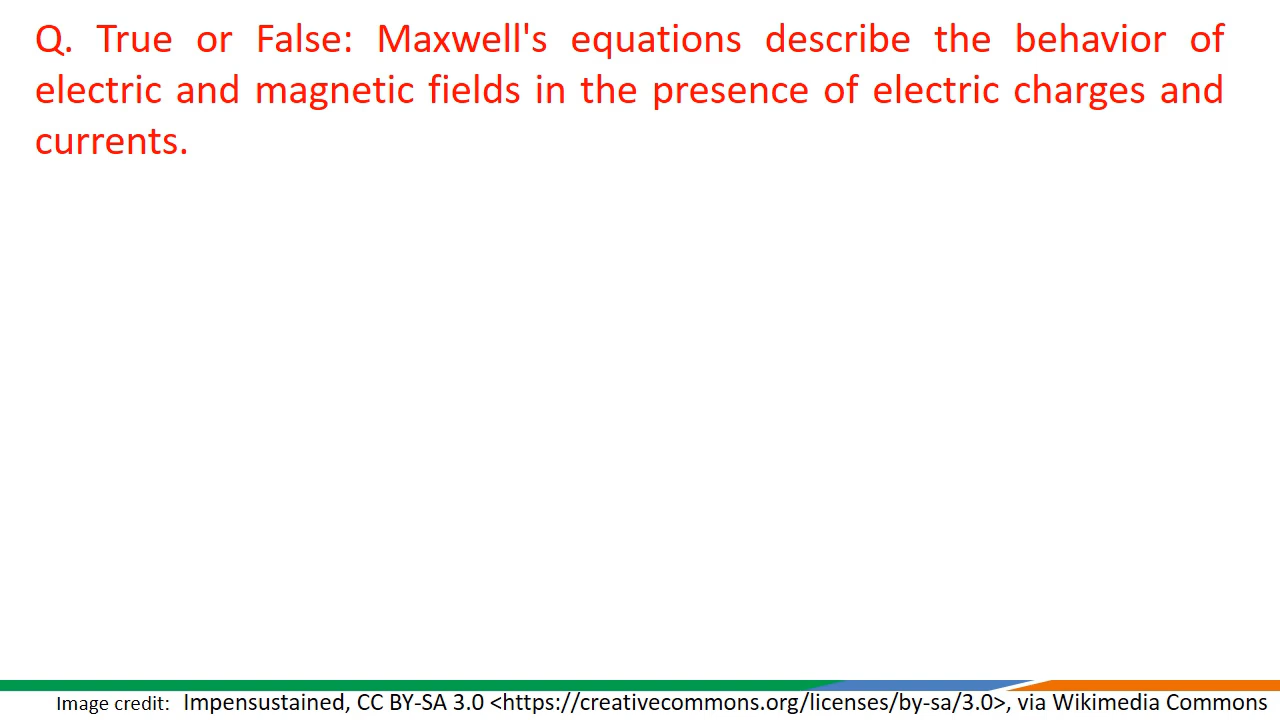 Q. True or False: Maxwell's equations describe the behavior of
electric and magnetic fields in the presence of electric charges and
currents.
Image credit: Impensustained, CC BY-SA 3.0 <https://creativecommons.org/licenses/by-sa/3.0>, via Wikimedia Commons